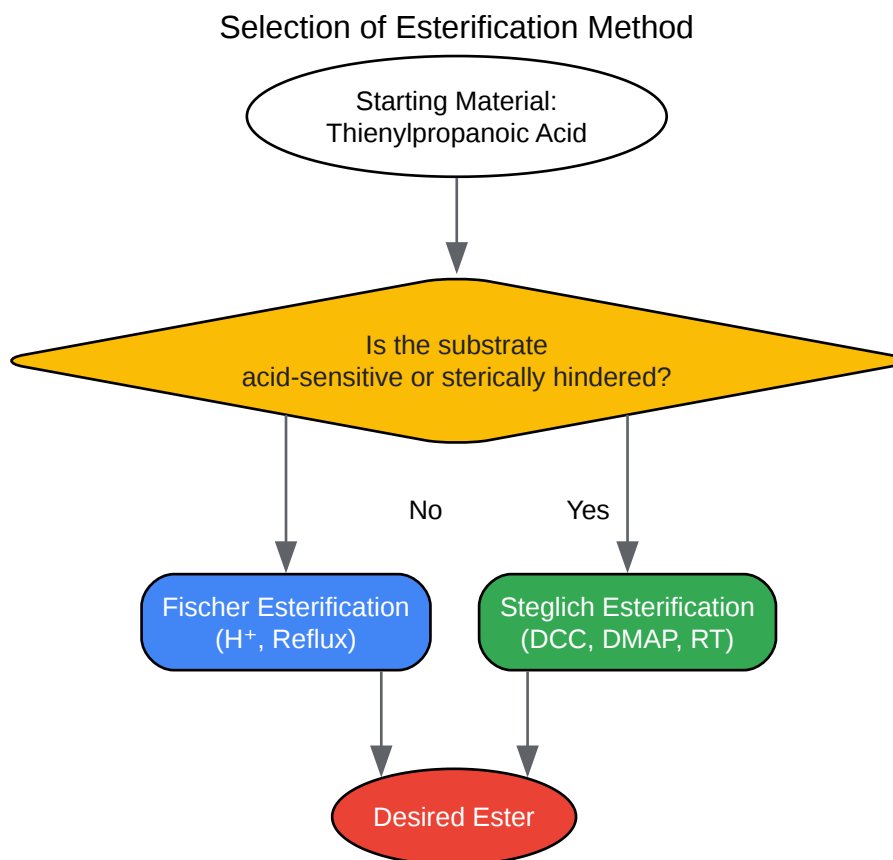 Selection of Esterification Method
Starting Material:
Thienylpropanoic Acid
Is the substrate
acid-sensitive or sterically hindered?
No
Yes
Fischer Esterification
(H⁺, Reflux)
Steglich Esterification
(DCC, DMAP, RT)
Desired Ester